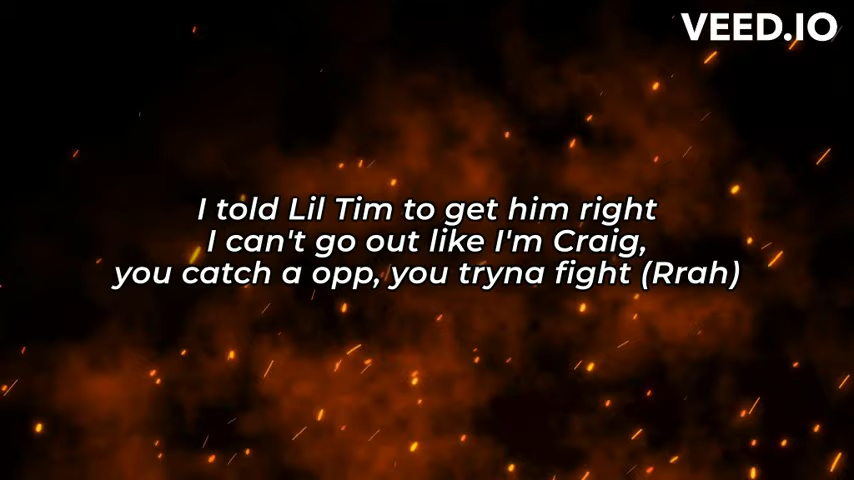 VEED.IO
I told Lil Tim to get him right
I can't go out like I'm Craig,
you catch a opp, you tryna fight (Rrah)